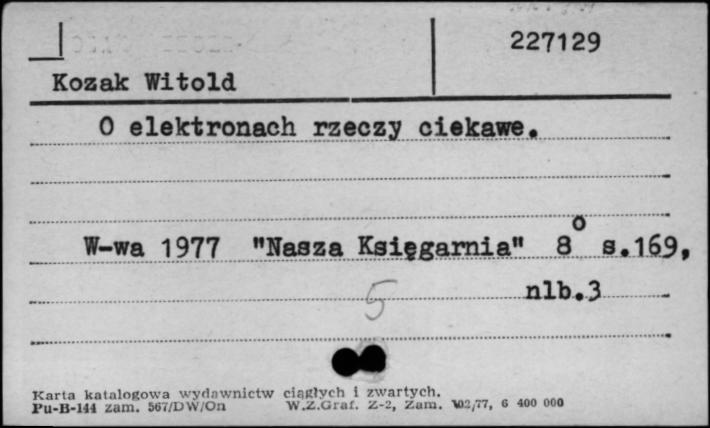 227129
Kozak Witold
O elektronach rzeczy ciekawe.
W-wa 1977 "Nasza Księgarnia" 8° s.169,
nlb.3
5
Karta katalogowa wydawnictw ciągłych i zwartych.
Pu-B-144 zam. 567/DW/On W.Z.Graf. Z-2, Zam. 102/77, 6 400 000